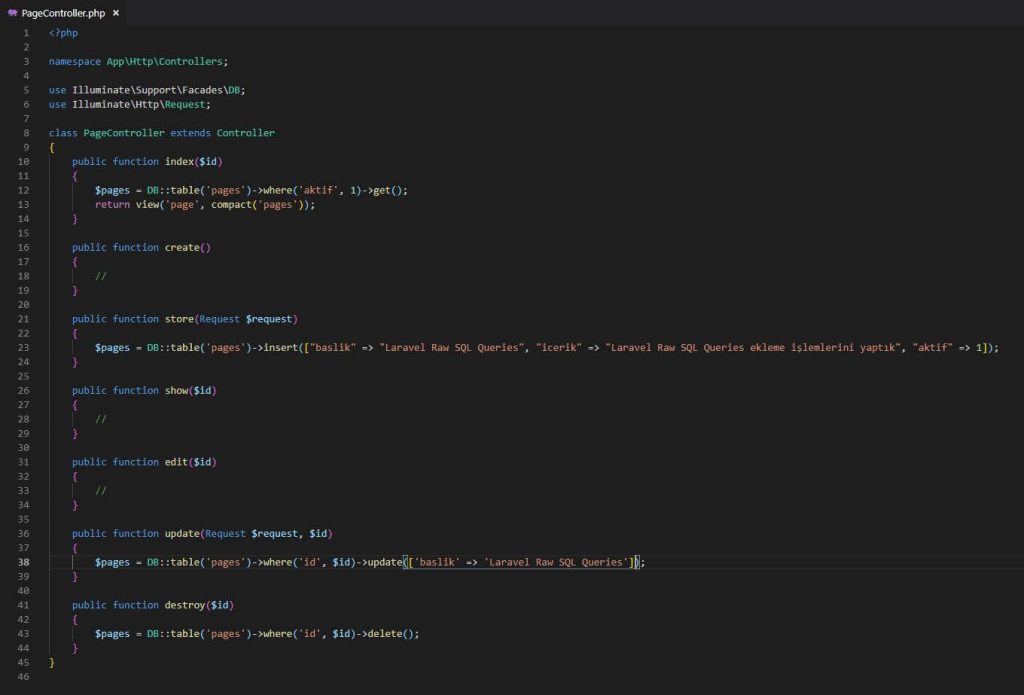 PageController.php ×
1 <?php
2
3 namespace App\Http\Controllers;
4
5 use Illuminate\Support\Facades\DB;
6 use Illuminate\Http\Request;
7
8 class PageController extends Controller
9 {
10     public function index($id)
11     {
12         $pages = DB::table('pages')->where('aktif', 1)->get();
13         return view('page', compact('pages'));
14     }
15
16     public function create()
17     {
18         //
19     }
20
21     public function store(Request $request)
22     {
23         $pages = DB::table('pages')->insert(["baslik" => "Laravel Raw SQL Queries", "icerik" => "Laravel Raw SQL Queries ekleme işlemlerini yaptık", "aktif" => 1]);
24     }
25
26     public function show($id)
27     {
28         //
29     }
30
31     public function edit($id)
32     {
33         //
34     }
35
36     public function update(Request $request, $id)
37     {
38         $pages = DB::table('pages')->where('id', $id)->update(['baslik' => 'Laravel Raw SQL Queries']);
39     }
40
41     public function destroy($id)
42     {
43         $pages = DB::table('pages')->where('id', $id)->delete();
44     }
45 }
46